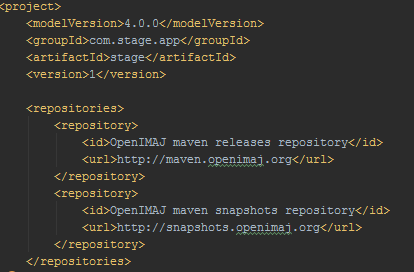 <project>
<modelVersion>4.0.0</modelVersion>
<groupId>com.stage.app</groupId>
<artifactId>stage</artifactId>
<version>1</version>
<repositories>
<repository>
<id>OpenIMAJ maven releases repository</id>
<url>http://maven.openimaj.org</url>
</repository>
<repository>
<id>OpenIMAJ maven snapshots repository</id>
<url>http://snapshots.openimaj.org</url>
</repository>
</repositories>